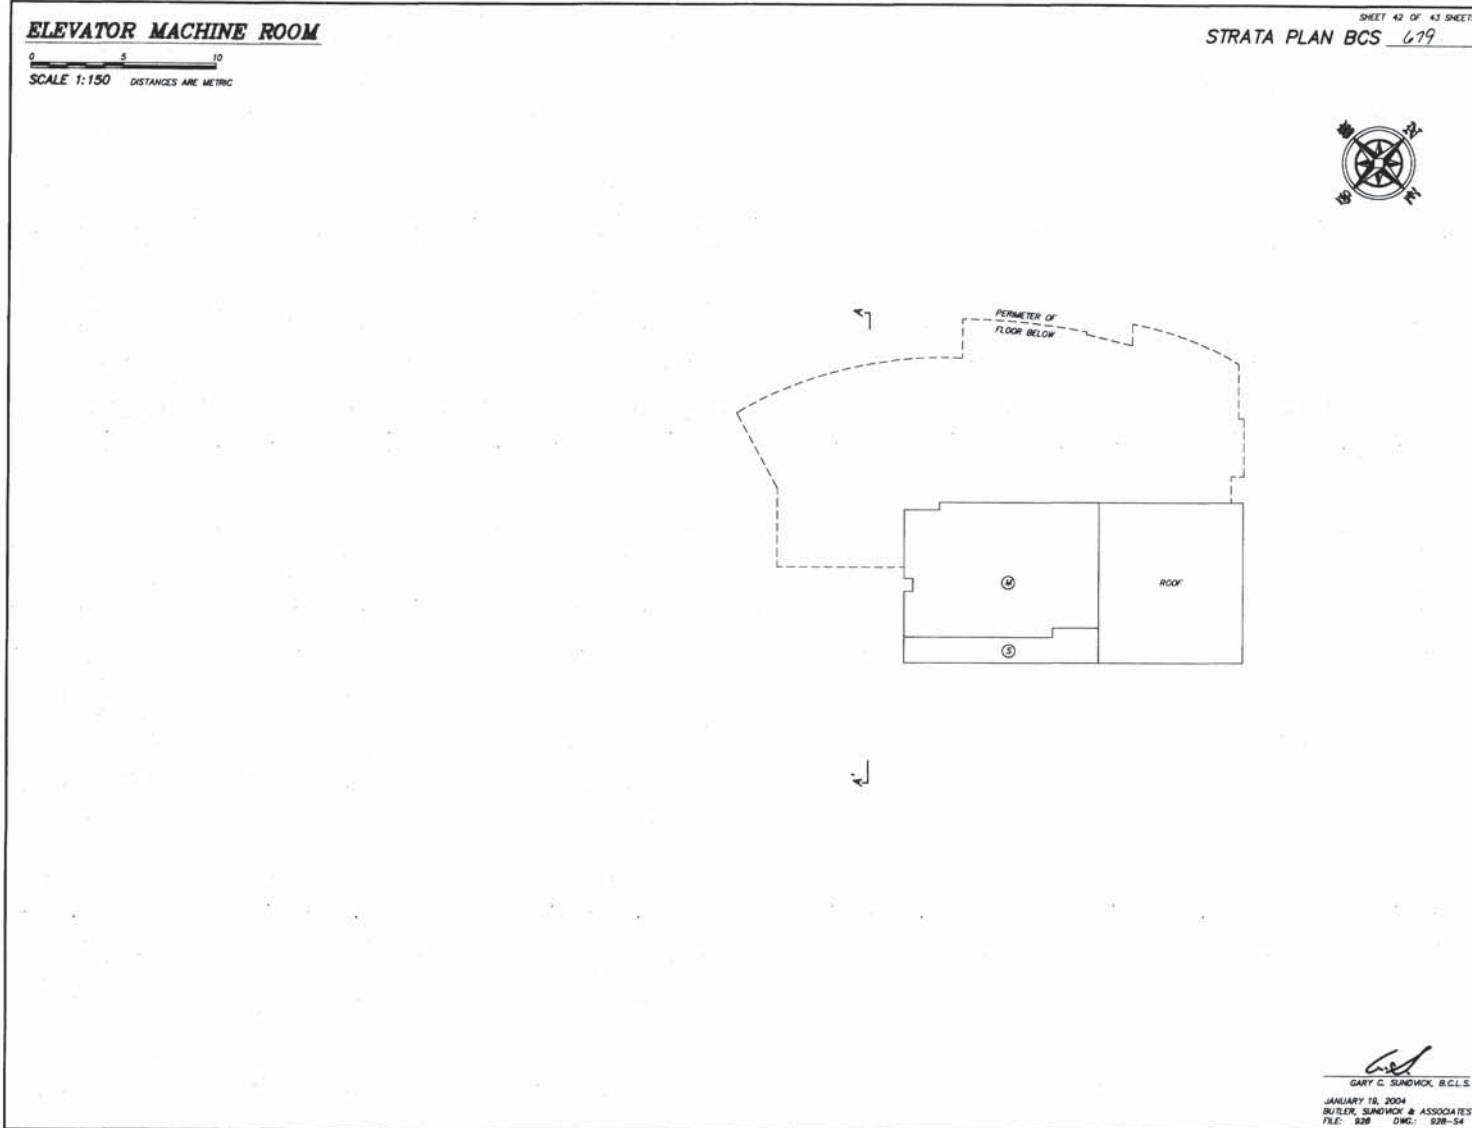 SHEET 42 OF 43 SHEETS
ELEVATOR MACHINE ROOM
STRATA PLAN BCS 679
0 5 10
SCALE 1:150 DISTANCES ARE METRIC
W N
S E
A
PERIMETER OF
FLOOR BELOW
M
ROOF
S
A'
GARY C. SUNDVICK, B.C.L.S.
JANUARY 19, 2004
BUTLER, SUNDVICK & ASSOCIATES
FILE: 928 DWG.: 928-S4